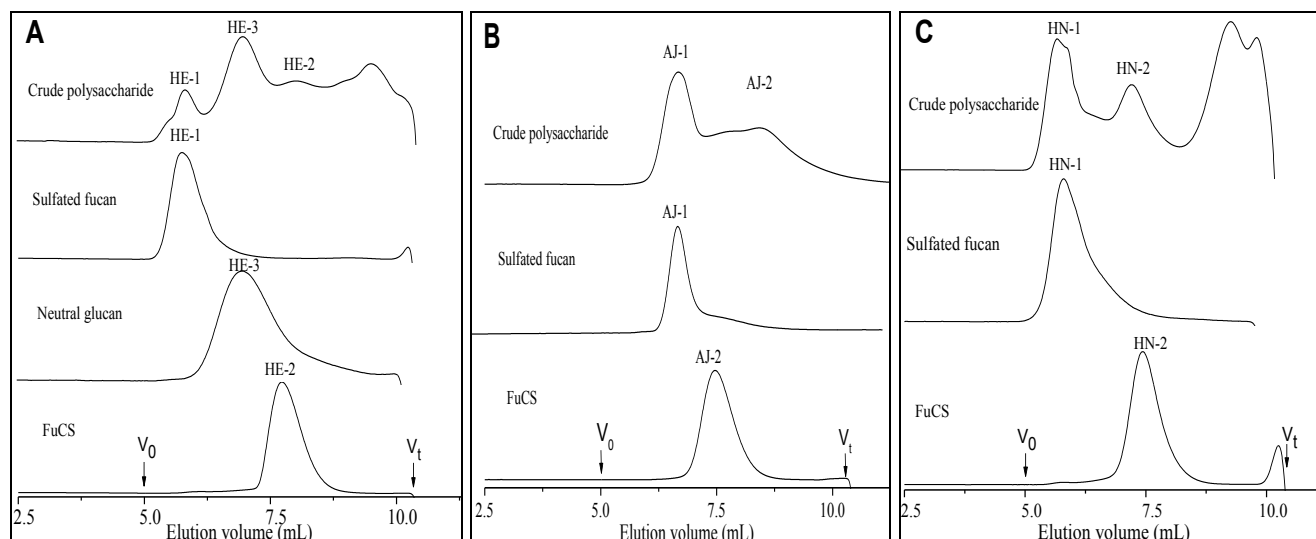 A
HE-3
HE-1
HE-2
Crude polysaccharide
HE-1
Sulfated fucan
HE-3
Neutral glucan
HE-2
FuCS
V0
Vt
2.5 5.0 7.5 10.0
Elution volume (mL)
B
AJ-1
AJ-2
Crude polysaccharide
AJ-1
Sulfated fucan
AJ-2
FuCS
V0
Vt
2.5 5.0 7.5 10.0
Elution volume (mL)
C
HN-1
HN-2
Crude polysaccharide
HN-1
Sulfated fucan
HN-2
FuCS
V0
Vt
2.5 5.0 7.5 10.0
Elution volume (mL)